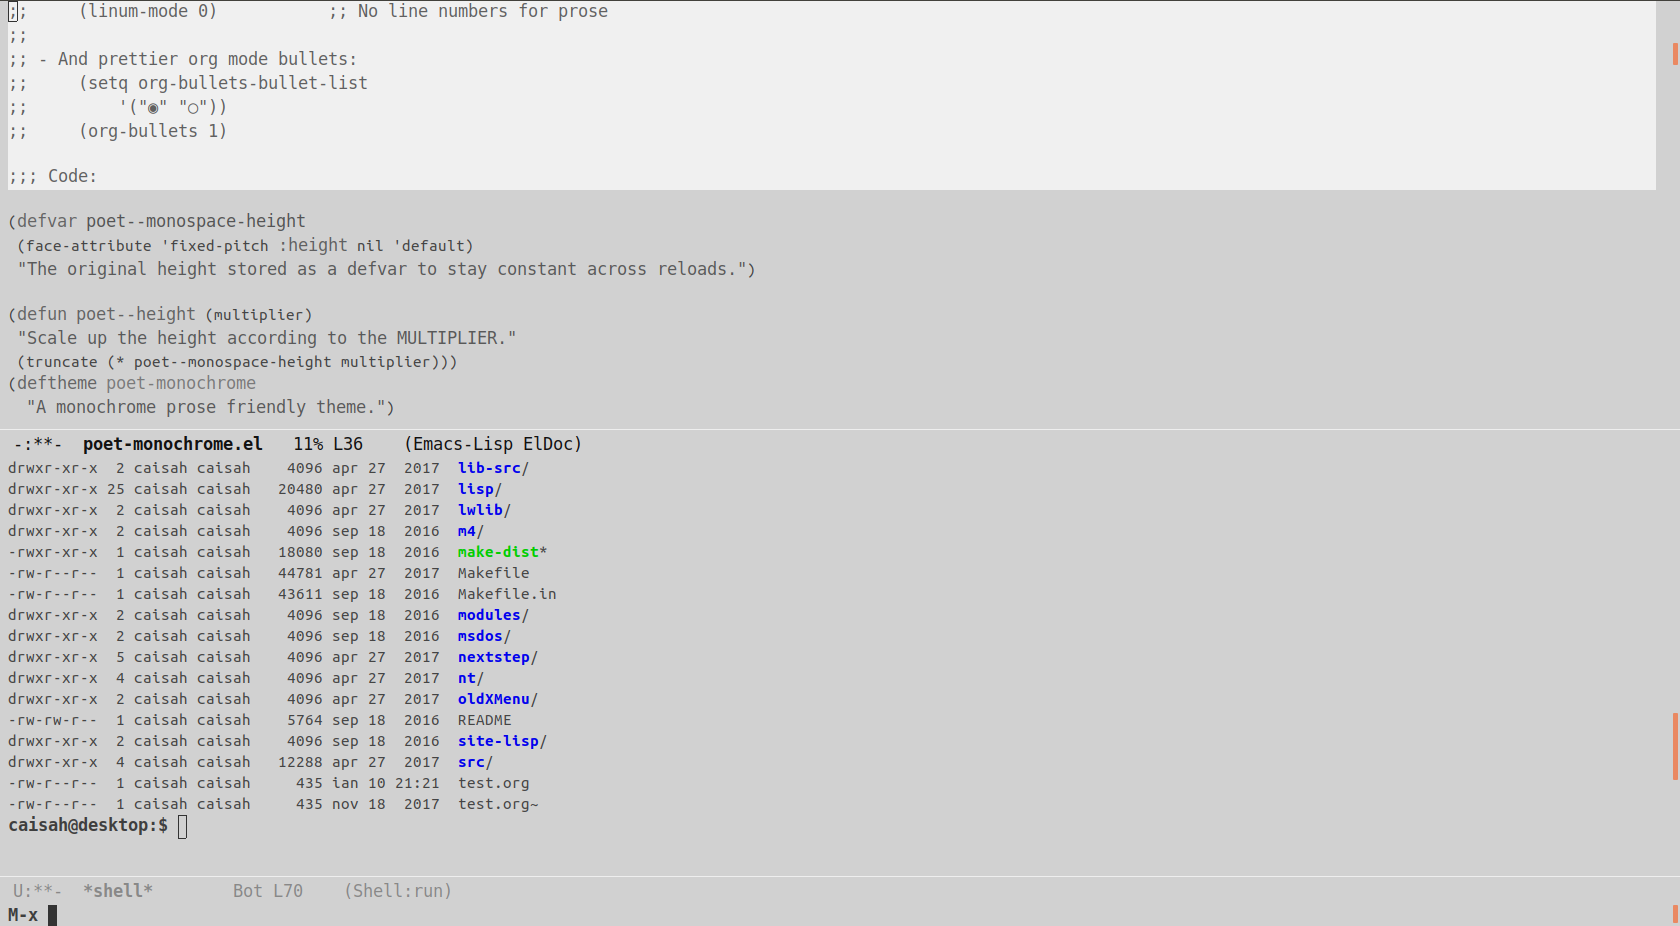 ;;     (linum-mode 0)           ;; No line numbers for prose
;;
;; - And prettier org mode bullets:
;;     (setq org-bullets-bullet-list
;;         '("◉" "○"))
;;     (org-bullets 1)

;;; Code:

(defvar poet--monospace-height
 (face-attribute 'fixed-pitch :height nil 'default)
 "The original height stored as a defvar to stay constant across reloads.")

(defun poet--height (multiplier)
 "Scale up the height according to the MULTIPLIER."
 (truncate (* poet--monospace-height multiplier)))
(deftheme poet-monochrome
  "A monochrome prose friendly theme.")
-:**-  poet-monochrome.el   11% L36    (Emacs-Lisp ElDoc)
drwxr-xr-x  2 caisah caisah    4096 apr 27  2017  lib-src/
drwxr-xr-x 25 caisah caisah   20480 apr 27  2017  lisp/
drwxr-xr-x  2 caisah caisah    4096 apr 27  2017  lwlib/
drwxr-xr-x  2 caisah caisah    4096 sep 18  2016  m4/
-rwxr-xr-x  1 caisah caisah   18080 sep 18  2016  make-dist*
-rw-r--r--  1 caisah caisah   44781 apr 27  2017  Makefile
-rw-r--r--  1 caisah caisah   43611 sep 18  2016  Makefile.in
drwxr-xr-x  2 caisah caisah    4096 sep 18  2016  modules/
drwxr-xr-x  2 caisah caisah    4096 sep 18  2016  msdos/
drwxr-xr-x  5 caisah caisah    4096 apr 27  2017  nextstep/
drwxr-xr-x  4 caisah caisah    4096 apr 27  2017  nt/
drwxr-xr-x  2 caisah caisah    4096 apr 27  2017  oldXMenu/
-rw-rw-r--  1 caisah caisah    5764 sep 18  2016  README
drwxr-xr-x  2 caisah caisah    4096 sep 18  2016  site-lisp/
drwxr-xr-x  4 caisah caisah   12288 apr 27  2017  src/
-rw-r--r--  1 caisah caisah     435 ian 10 21:21  test.org
-rw-r--r--  1 caisah caisah     435 nov 18  2017  test.org~
caisah@desktop:$
U:**-  *shell*        Bot L70    (Shell:run)
M-x